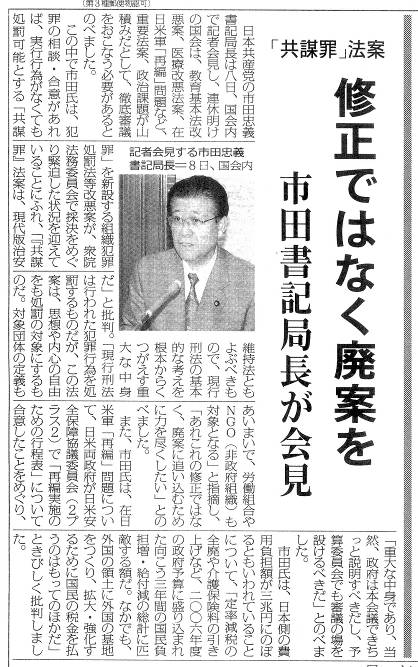 (第3種郵便物認可)
「共謀罪」法案
修正ではなく廃案を
市田書記局長が会見
日本共産党の市田忠義
書記局長は八日、国会内
で記者会見し、連休明け
の国会は、教育基本法改
悪案、医療改悪法案、在
日米軍「再編」問題など、
重要法案、政治課題が山
積みだとして、徹底審議
をおこなう必要があると
のべました。
この中で市田氏は、犯
罪の相談・合意があれ
ば、実行行為がなくても
処罰可能とする「共謀
罪」を新設する組織犯罪
処罰法等改悪案が、衆院
法務委員会で採決をめぐ
り緊迫した状況を迎えて
いることにふれ、「『共謀
罪』法案は、現代版治安
維持法とも
よぶべきも
ので、現行
刑法の基本
的な考えを
根本からく
つがえす重
大な中身
だ」と批判。「現行刑法
は行われた犯罪行為を処
罰するものだが、この法
案は、思想や内心の自由
をも処罰の対象にするも
のだ。対象団体の定義も
あいまいで、労働組合や
NGO（非政府組織）も
対象となる」と指摘し、
「あれこれの修正ではな
く、廃案に追い込むため
に力を尽くしたい」との
べました。
また、市田氏は、在日
米軍「再編」問題につい
て、日米両政府が日米安
全保障協議委員会（2プ
ラス2）で「再編実施の
ための行程表」について
合意したことをめぐり、
「重大な中身であり、当
然、政府は本会議できち
っと説明すべきだし、予
算委員会でも審議の場を
設けるべきだ」とのべま
した。
市田氏は、日本側の費
用負担額が三兆円にのぼ
るともいわれていること
について、「定率減税の
全廃や介護保険料の引き
上げなど、二〇〇六年度
の政府予算に盛り込まれ
た向こう三年間の国民負
担増・給付減の総計に匹
敵する額だ。なかでも、
外国の領土に外国の基地
をつくり、拡大・強化す
るために国民の税金を払
うのはもってのほかだ」
ときびしく批判しまし
た。
記者会見する市田忠義
書記局長＝8日、国会内